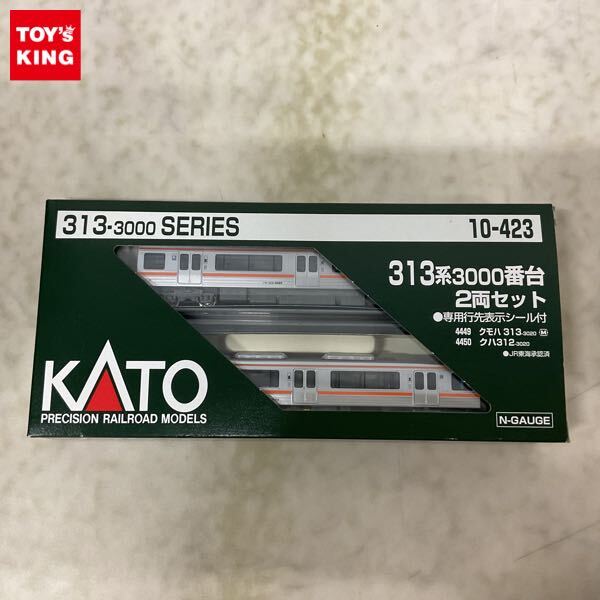 TOY'S
KING
313-3000 SERIES
10-423
313系3000番台
2両セット
●専用行先表示シール付
4449 クモハ313-3020 M
4450 クハ312-3020
●JR東海承認済
KATO
PRECISION RAILROAD MODELS
N-GAUGE